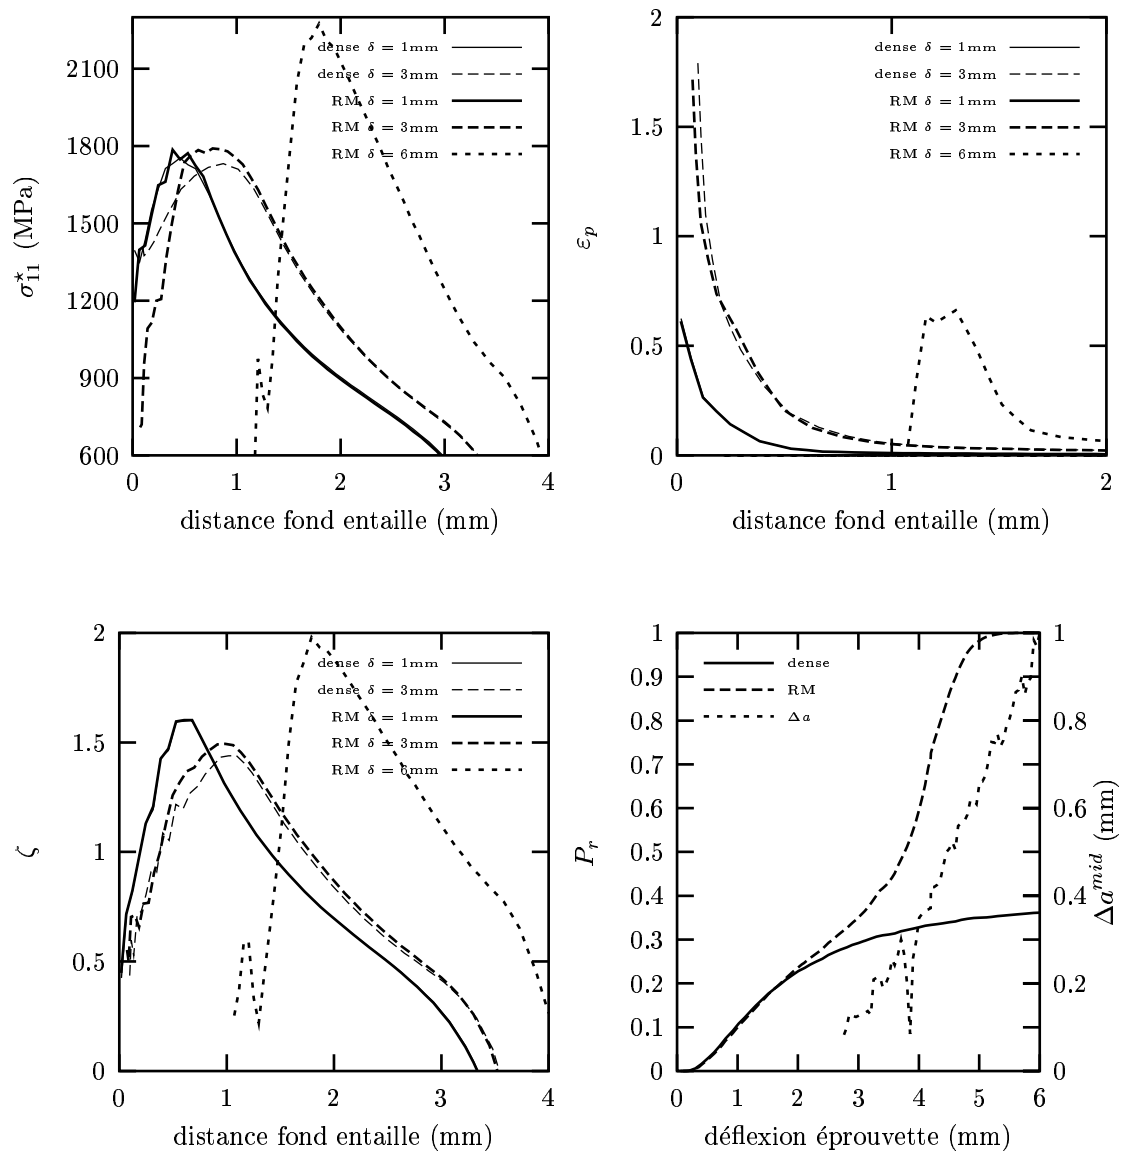 2100
1800
1500
1200
900
600
0
1
2
3
4
σ⋆11 (MPa)
distance fond entaille (mm)
dense δ = 1mm
dense δ = 3mm
RM δ = 1mm
RM δ = 3mm
RM δ = 6mm
2
1.5
1
0.5
0
0
1
2
εp
distance fond entaille (mm)
dense δ = 1mm
dense δ = 3mm
RM δ = 1mm
RM δ = 3mm
RM δ = 6mm
2
1.5
1
0.5
0
0
1
2
3
4
ζ
distance fond entaille (mm)
dense δ = 1mm
dense δ = 3mm
RM δ = 1mm
RM δ = 3mm
RM δ = 6mm
1
0.9
0.8
0.7
0.6
0.5
0.4
0.3
0.2
0.1
0
0
1
2
3
4
5
6
Pr
déflexion éprouvette (mm)
dense
RM
Δa
1
0.8
0.6
0.4
0.2
0
Δa^mid (mm)